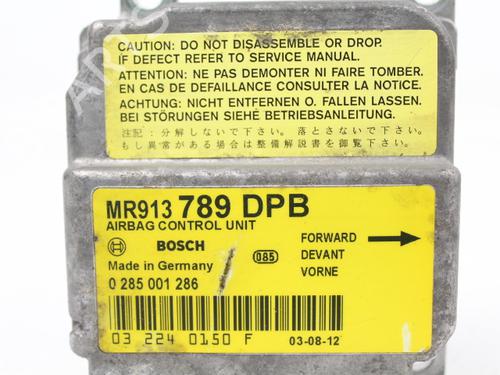 CAUTION: DO NOT DISASSEMBLE OR DROP.
IF DEFECT REFER TO SERVICE MANUAL.
ATTENTION: NE PAS DEMONTER NI FAIRE TOMBER.
EN CAS DE DEFAILLANCE CONSULTER LA NOTICE.
ACHTUNG: NICHT ENTFERNEN O. FALLEN LASSEN.
BEI STÖRUNGEN SIEHE BETRIEBSANLEITUNG.
注記:分解しないで下さい。落とさないで下さい。
もし異常がある場合は整備解説書を御覧下さい。
MR913 789 DPB
AIRBAG CONTROL UNIT
BOSCH
085
FORWARD
DEVANT
VORNE
Made in Germany
0 285 001 286
03 224 0150 F
03-08-12